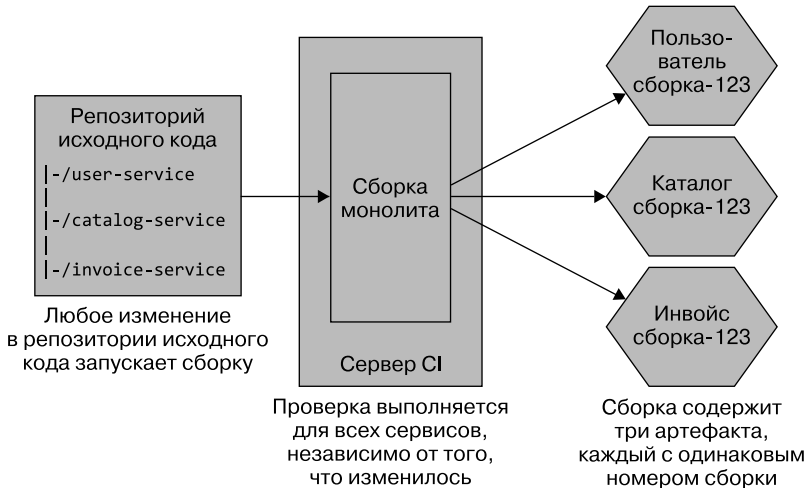 Репозиторий
исходного кода
|-/user-service
|
|-/catalog-service
|
|-/invoice-service
Любое изменение
в репозитории исходного
кода запускает сборку
Сборка
монолита
Сервер CI
Проверка выполняется
для всех сервисов,
независимо от того,
что изменилось
Пользо-
ватель
сборка-123
Каталог
сборка-123
Инвойс
сборка-123
Сборка содержит
три артефакта,
каждый с одинаковым
номером сборки